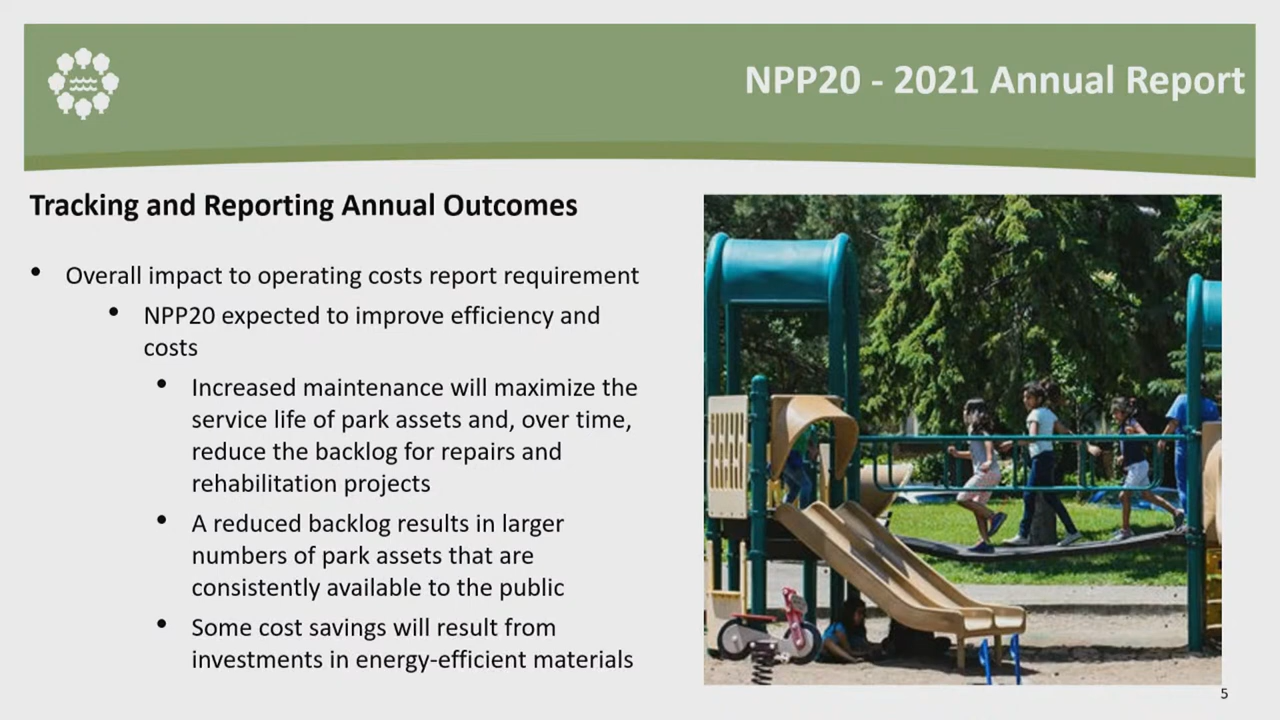 NPP20 - 2021 Annual Report
Tracking and Reporting Annual Outcomes
• Overall impact to operating costs report requirement
• NPP20 expected to improve efficiency and
costs
• Increased maintenance will maximize the
service life of park assets and, over time,
reduce the backlog for repairs and
rehabilitation projects
• A reduced backlog results in larger
numbers of park assets that are
consistently available to the public
• Some cost savings will result from
investments in energy-efficient materials
5